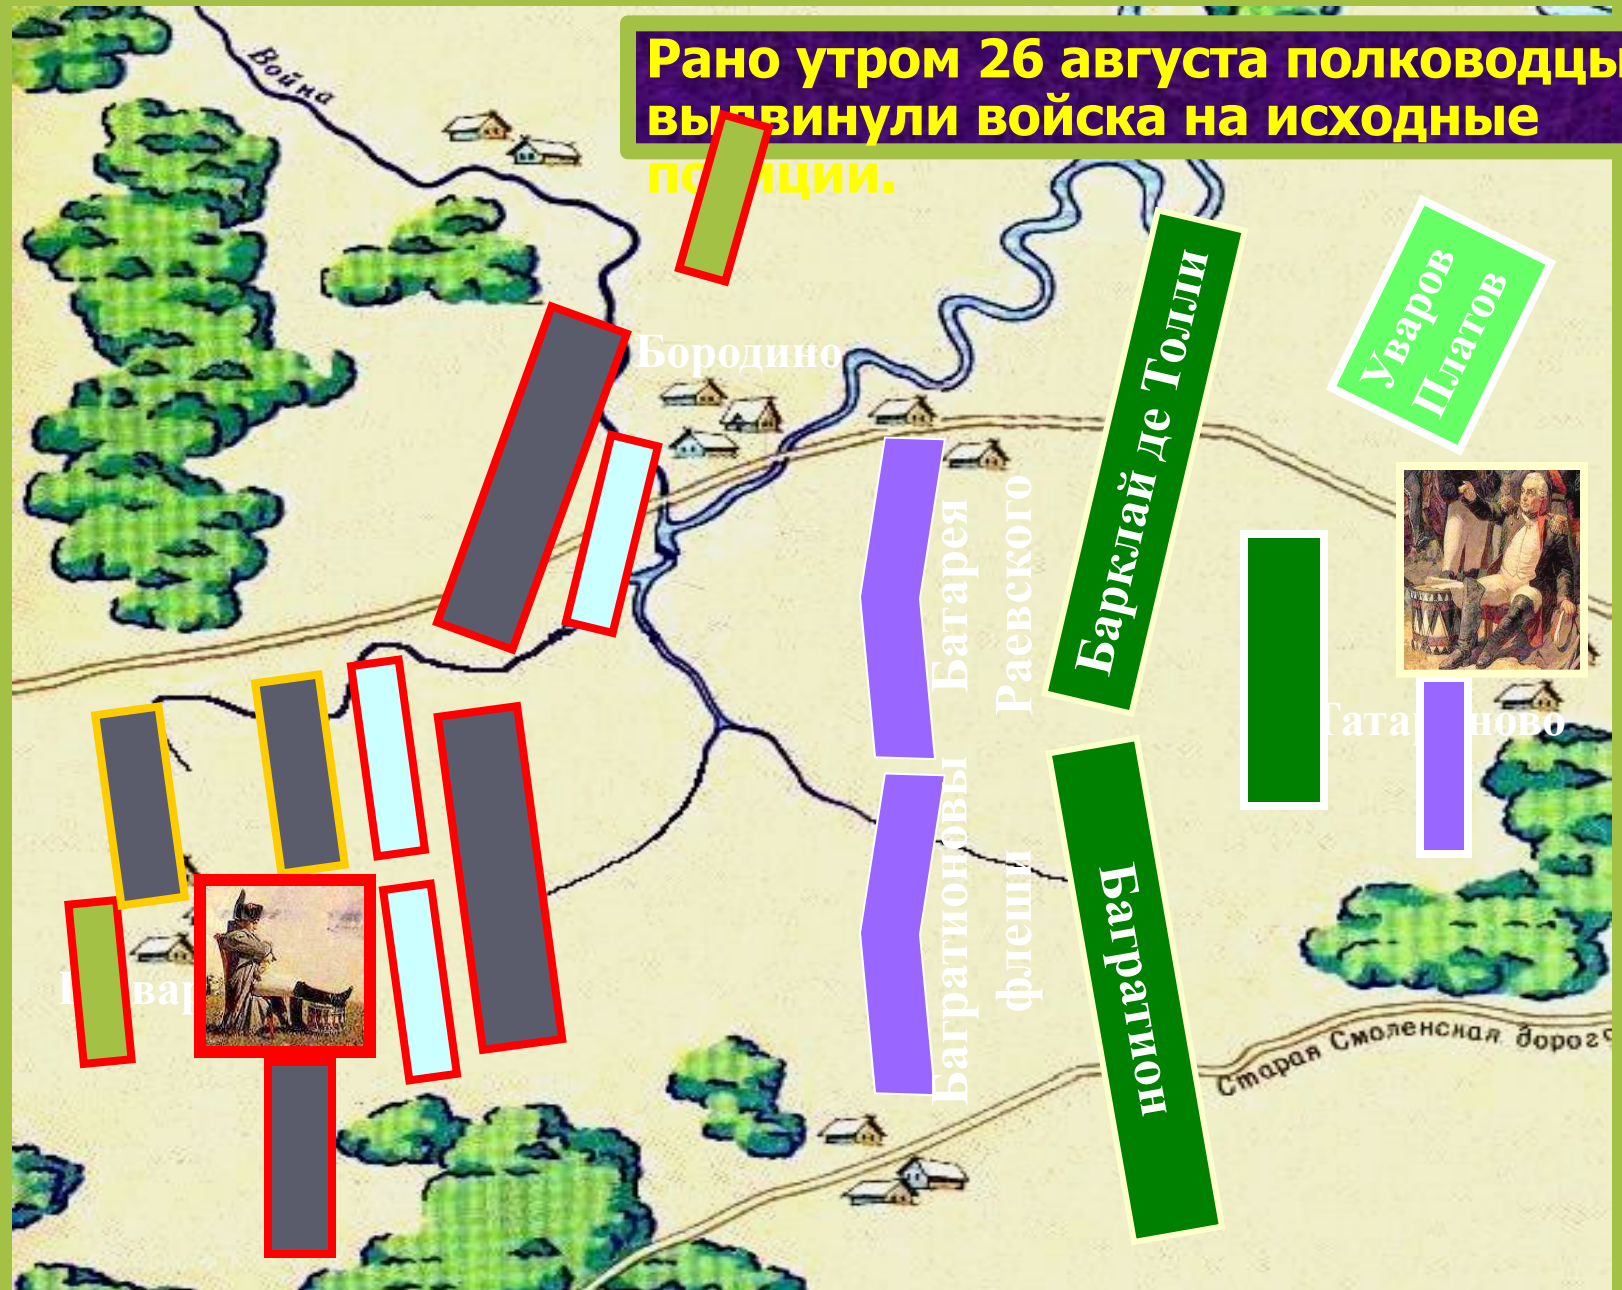 Рано утром 26 августа полководцы
выдвинули войска на исходные
позиции.
Война
Бородино
Уваров
Платов
Барклай де Толли
Батарея
Раевского
Татариново
Багратионовы
флеши
Багратион
Старая Смоленская дорога